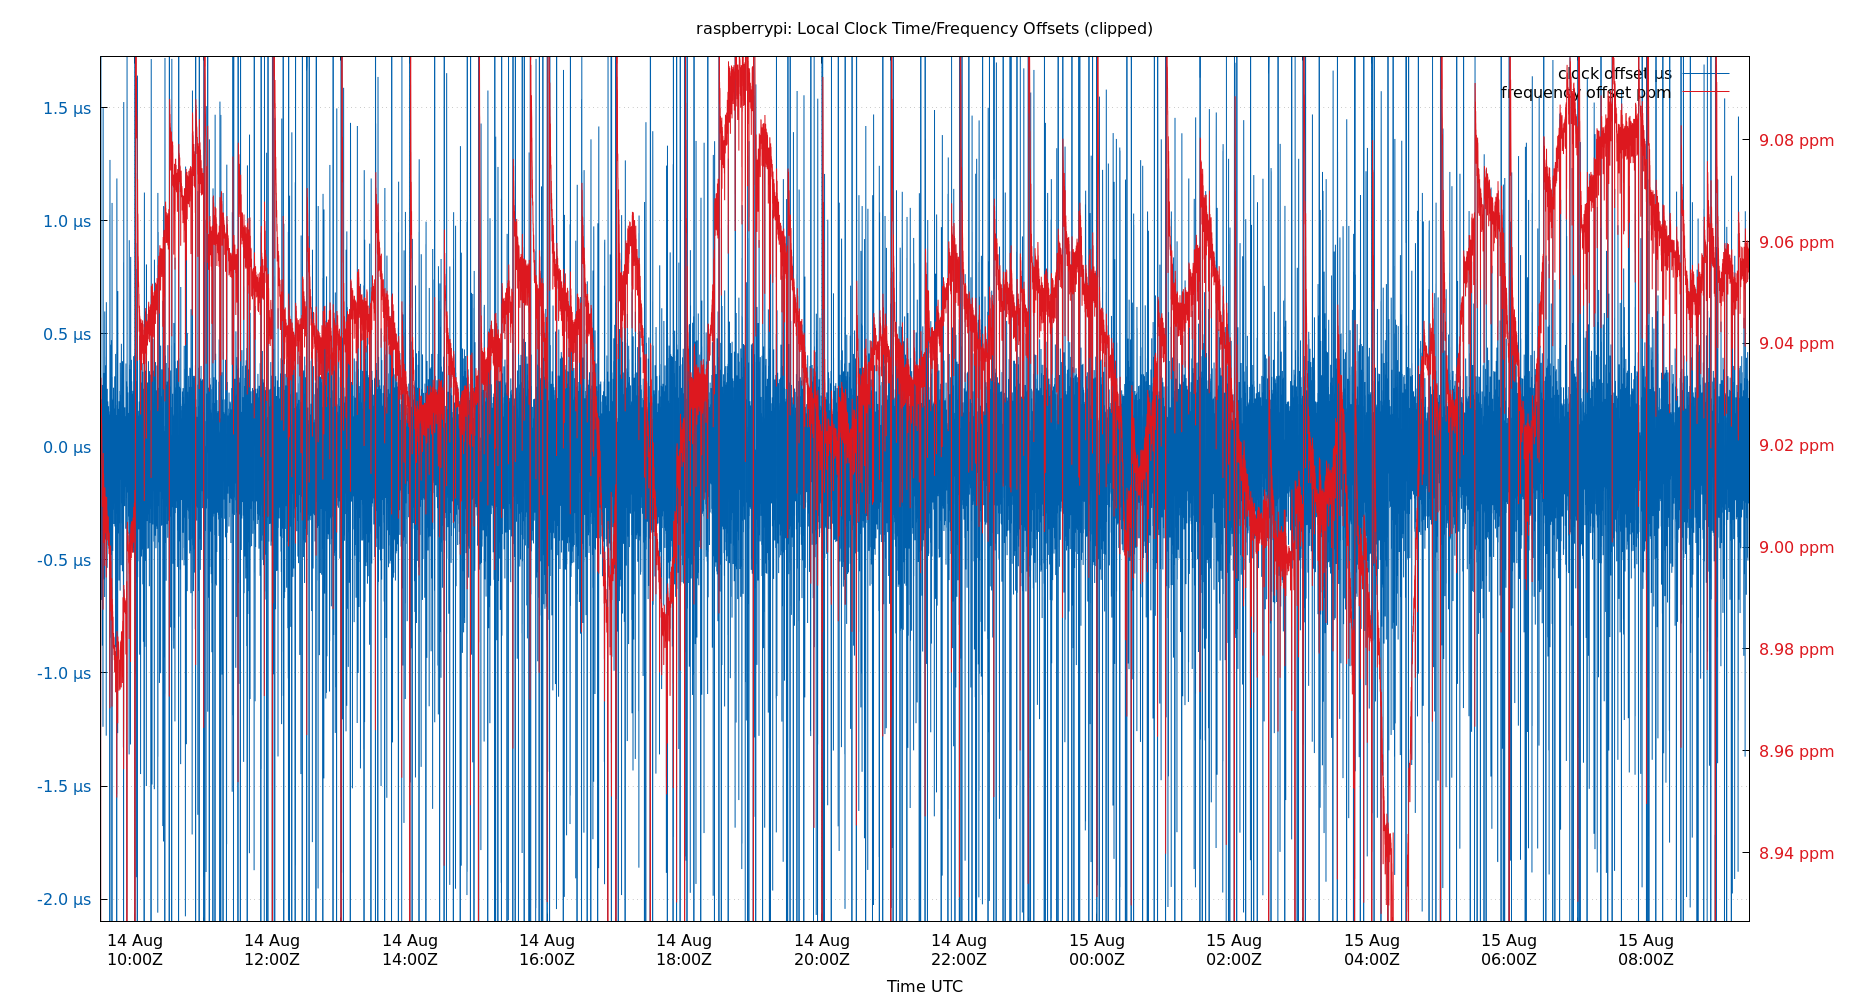 raspberrypi: Local Clock Time/Frequency Offsets (clipped)
clock offset µs
frequency offset ppm
1.5 µs
1.0 µs
0.5 µs
0.0 µs
-0.5 µs
-1.0 µs
-1.5 µs
-2.0 µs
9.08 ppm
9.06 ppm
9.04 ppm
9.02 ppm
9.00 ppm
8.98 ppm
8.96 ppm
8.94 ppm
14 Aug 14 Aug 14 Aug 14 Aug 14 Aug 14 Aug 14 Aug 15 Aug 15 Aug 15 Aug 15 Aug 15 Aug
10:00Z 12:00Z 14:00Z 16:00Z 18:00Z 20:00Z 22:00Z 00:00Z 02:00Z 04:00Z 06:00Z 08:00Z
Time UTC